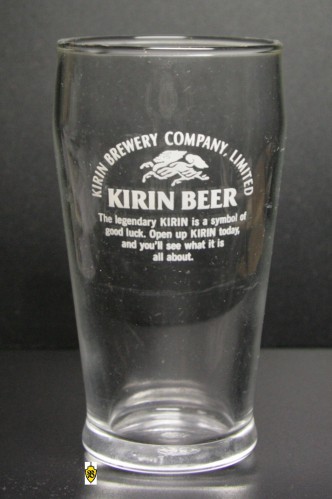 KIRIN BREWERY COMPANY, LIMITED
KIRIN BEER
The legendary KIRIN is a symbol of
good luck. Open up KIRIN today,
and you'll see what it is
all about.